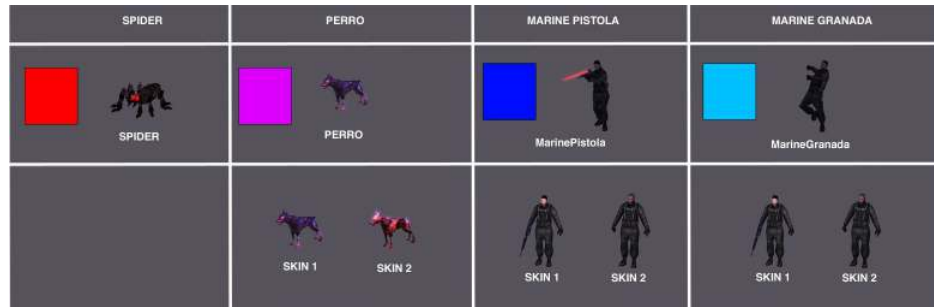 SPIDER
PERRO
MARINE PISTOLA
MARINE GRANADA
SPIDER
PERRO
MarinePistola
MarineGranada
SKIN 1
SKIN 2
SKIN 1
SKIN 2
SKIN 1
SKIN 2